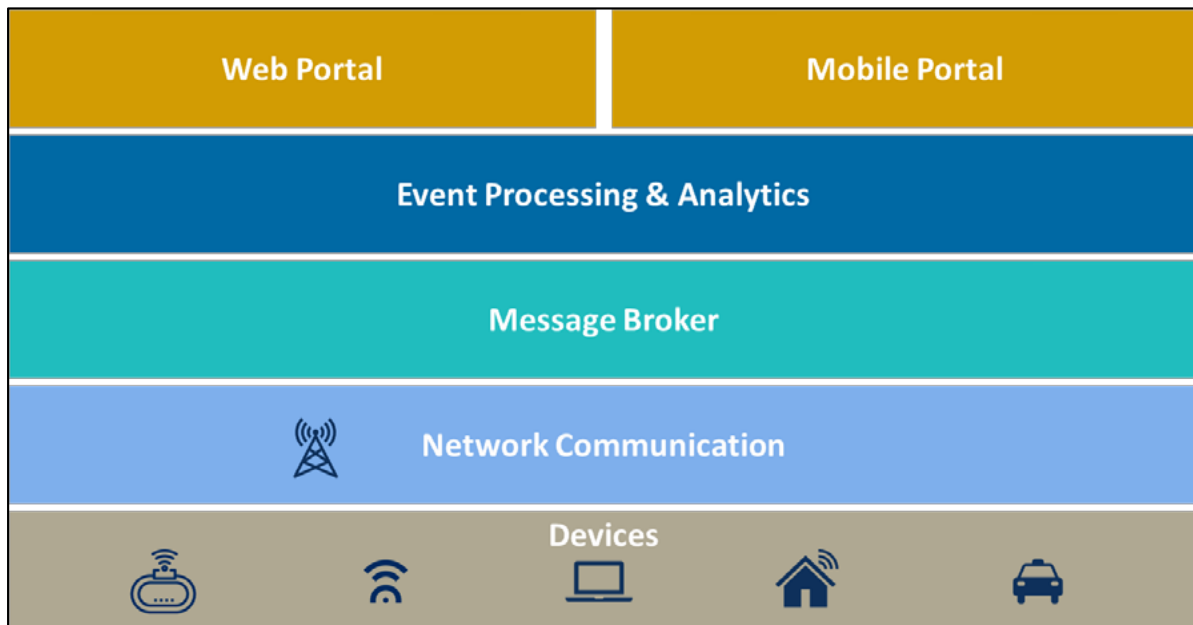 Web Portal
Mobile Portal
Event Processing & Analytics
Message Broker
Network Communication
Devices